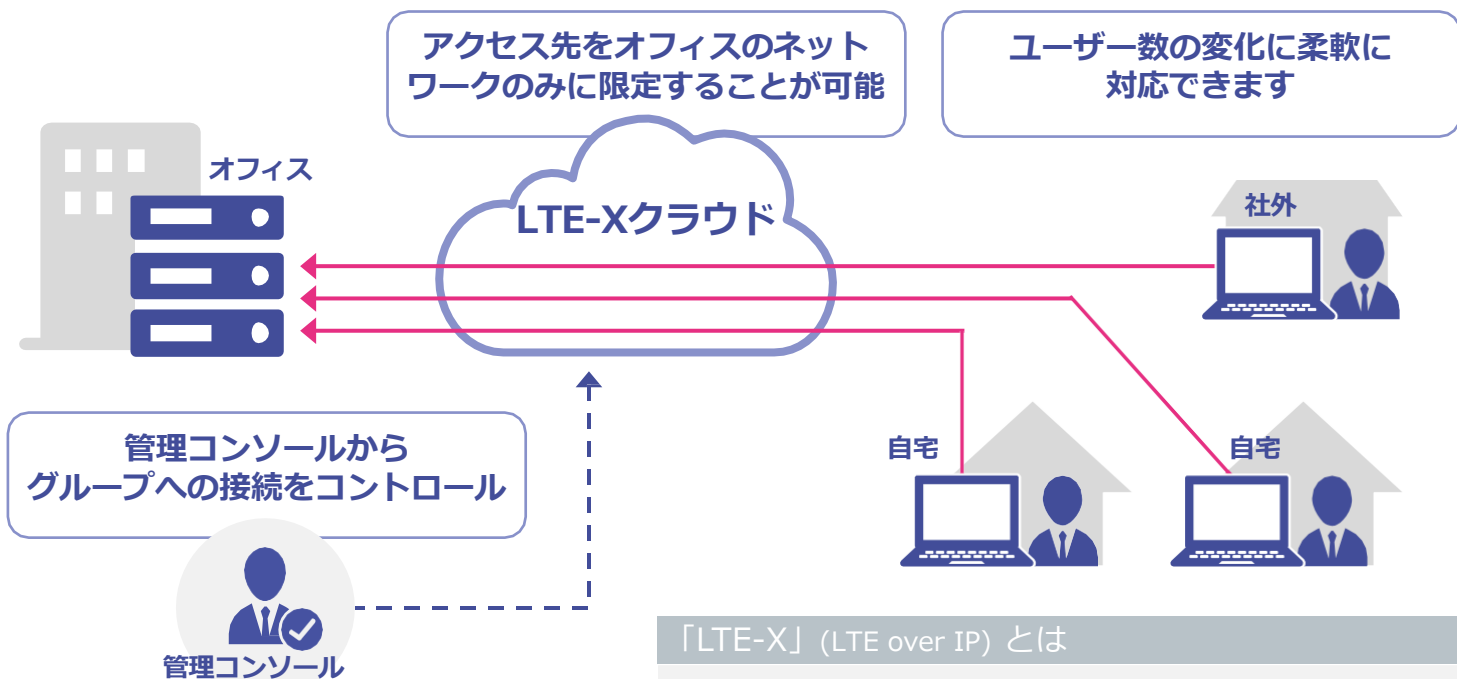 アクセス先をオフィスのネット
ワークのみに限定することが可能
ユーザー数の変化に柔軟に
対応できます
オフィス
LTE-Xクラウド
社外
管理コンソールから
グループへの接続をコントロール
自宅
自宅
管理コンソール
「LTE-X」(LTE over IP) とは